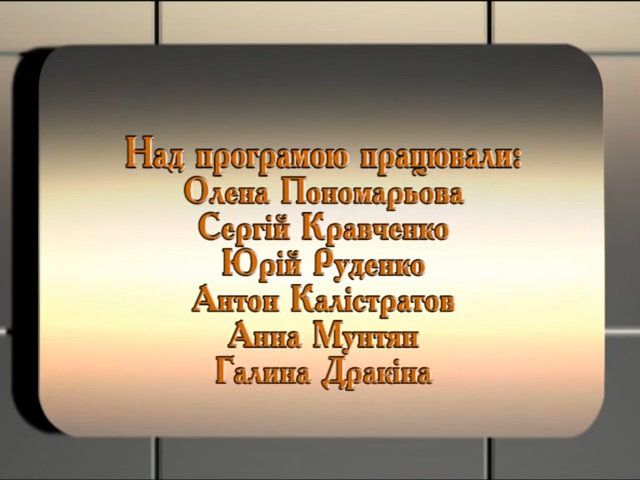 Над програмою працювали:
Олена Пономарьова
Сергій Кравченко
Юрій Руденко
Антон Калістратов
Анна Мунтян
Галина Дракіна